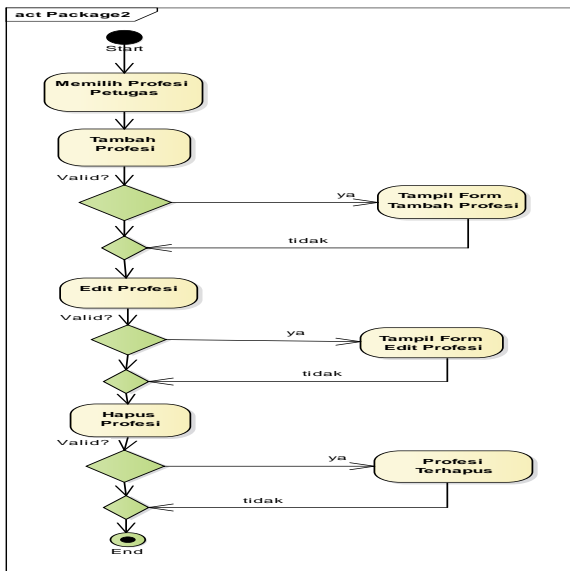 act Package2
Start
Memilih Profesi
Petugas
Tambah
Profesi
Valid?
ya
Tampil Form
Tambah Profesi
tidak
Edit Profesi
Valid?
ya
Tampil Form
Edit Profesi
tidak
Hapus
Profesi
Valid?
ya
Profesi
Terhapus
tidak
End